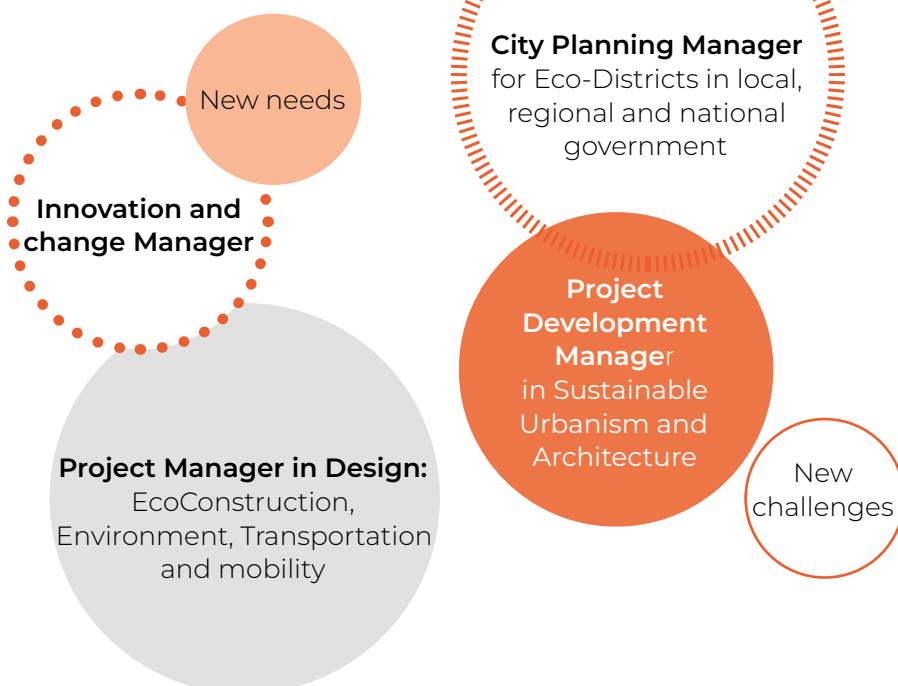 New needs
Innovation and
change Manager
Project Manager in Design:
EcoConstruction,
Environment, Transportation
and mobility
City Planning Manager
for Eco-Districts in local,
regional and national
government
Project
Development
Manager
in Sustainable
Urbanism and
Architecture
New
challenges